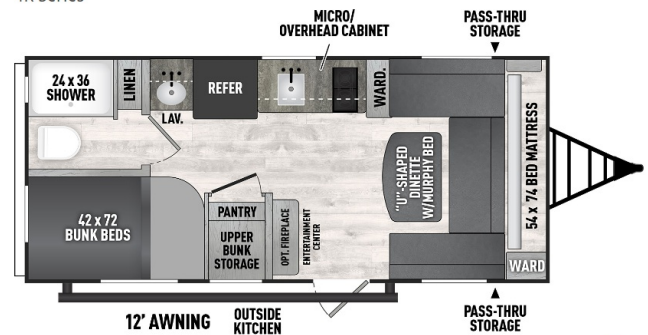 MICRO/
OVERHEAD CABINET
PASS-THRU
STORAGE
24 x 36
SHOWER
LINEN
LAV.
REFER
WARD.
"U"-SHAPED
DINETTE
W/MURPHY BED
54 x 74 BED MATTRESS
42 x 72
BUNK BEDS
PANTRY
UPPER
BUNK
STORAGE
OPT. FIREPLACE
ENTERTAINMENT
CENTER
WARD
12' AWNING
OUTSIDE
KITCHEN
PASS-THRU
STORAGE